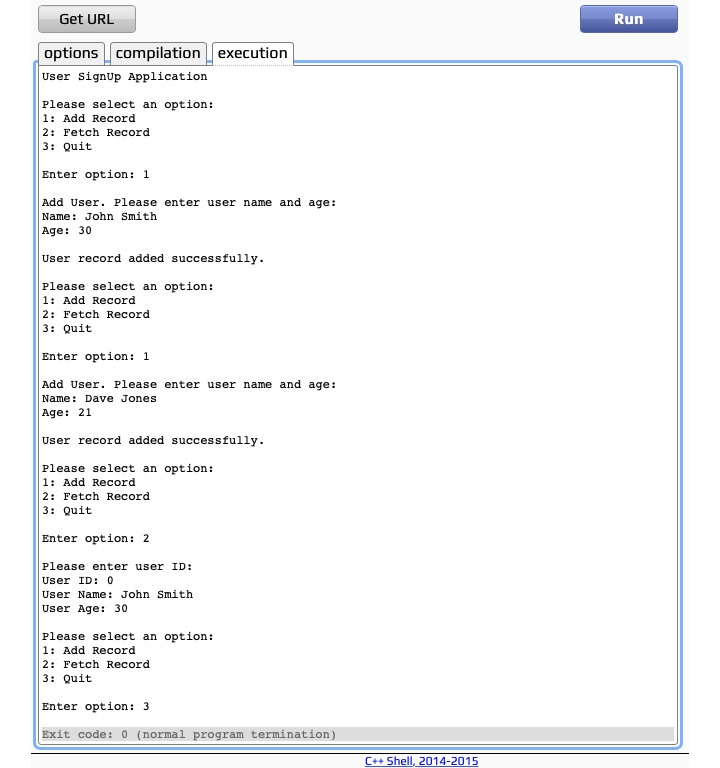 Get URL
Run
options
compilation
execution
User SignUp Application
Please select an option:
1: Add Record
2: Fetch Record
3: Quit
Enter option: 1
Add User. Please enter user name and age:
Name: John Smith
Age: 30
User record added successfully.
Please select an option:
1: Add Record
2: Fetch Record
3: Quit
Enter option: 1
Add User. Please enter user name and age:
Name: Dave Jones
Age: 21
User record added successfully.
Please select an option:
1: Add Record
2: Fetch Record
3: Quit
Enter option: 2
Please enter user ID:
User ID: 0
User Name: John Smith
User Age: 30
Please select an option:
1: Add Record
2: Fetch Record
3: Quit
Enter option: 3
Exit code: 0 (normal program termination)
C++ Shell, 2014-2015